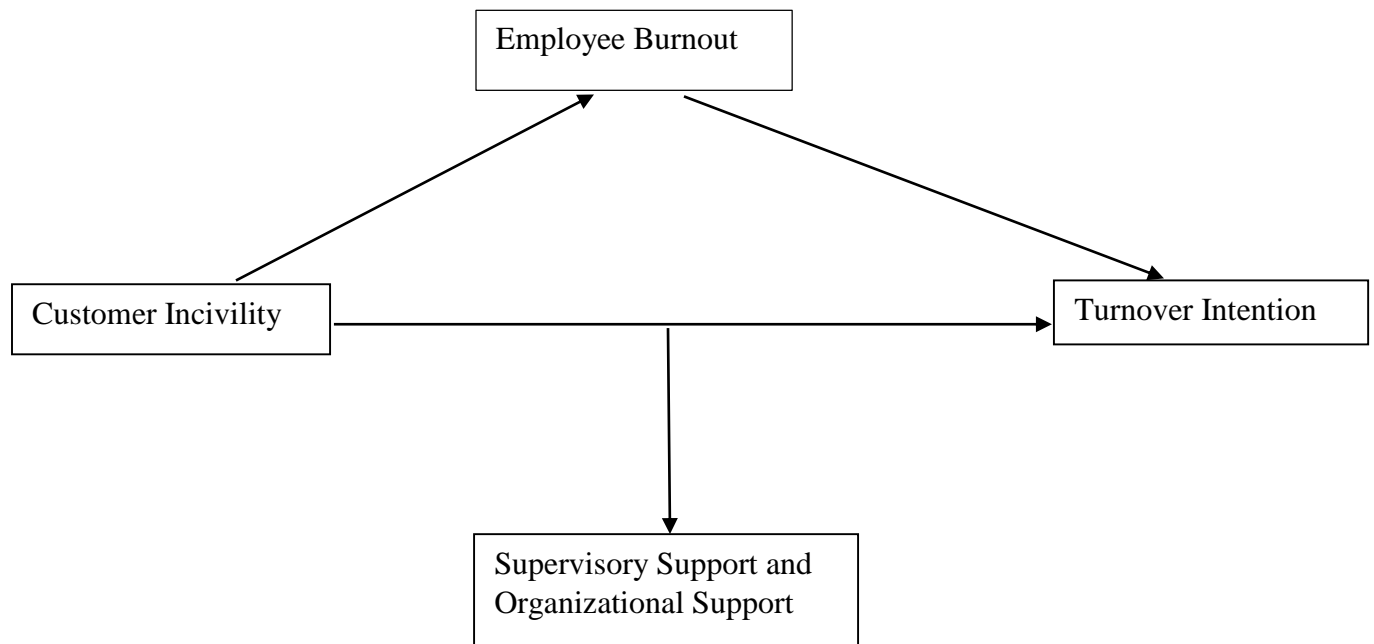 Employee Burnout
Customer Incivility
Turnover Intention
Supervisory Support and
Organizational Support